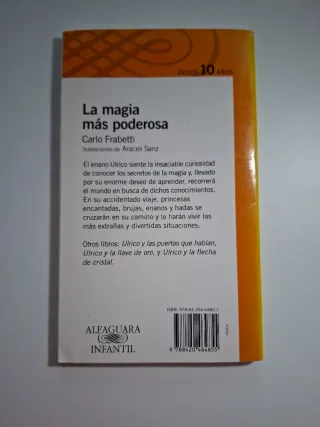 DESDE 10 AÑOS
La magia
más poderosa
Carlo Frabetti
Ilustraciones de Araceli Sanz
El enano Ulrico siente la insaciable curiosidad
de conocer los secretos de la magia y, llevado
por su enorme deseo de aprender, recorrerá
el mundo en busca de dichos conocimientos.
En su accidentado viaje, princesas
encantadas, brujas, enanos y hadas se
cruzarán en su camino y le harán vivir las
más extrañas y divertidas situaciones.
Otros libros: Ulrico y las puertas que hablan,
Ulrico y la llave de oro, y Ulrico y la flecha
de cristal.
ALFAGUARA
INFANTIL
9 788420 464855